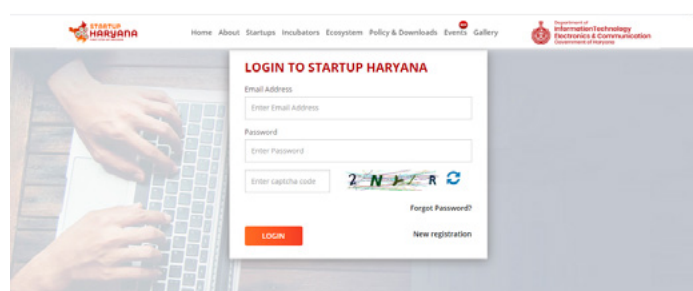 STARTUP
HARYANA
Home About Startups Incubators Ecosystem Policy & Downloads Events Gallery
Department of
Information Technology
Electronics & Communication
Government of Haryana
LOGIN TO STARTUP HARYANA
Email Address
Enter Email Address
Password
Enter Password
Enter captcha code
Forgot Password?
LOGIN
New registration